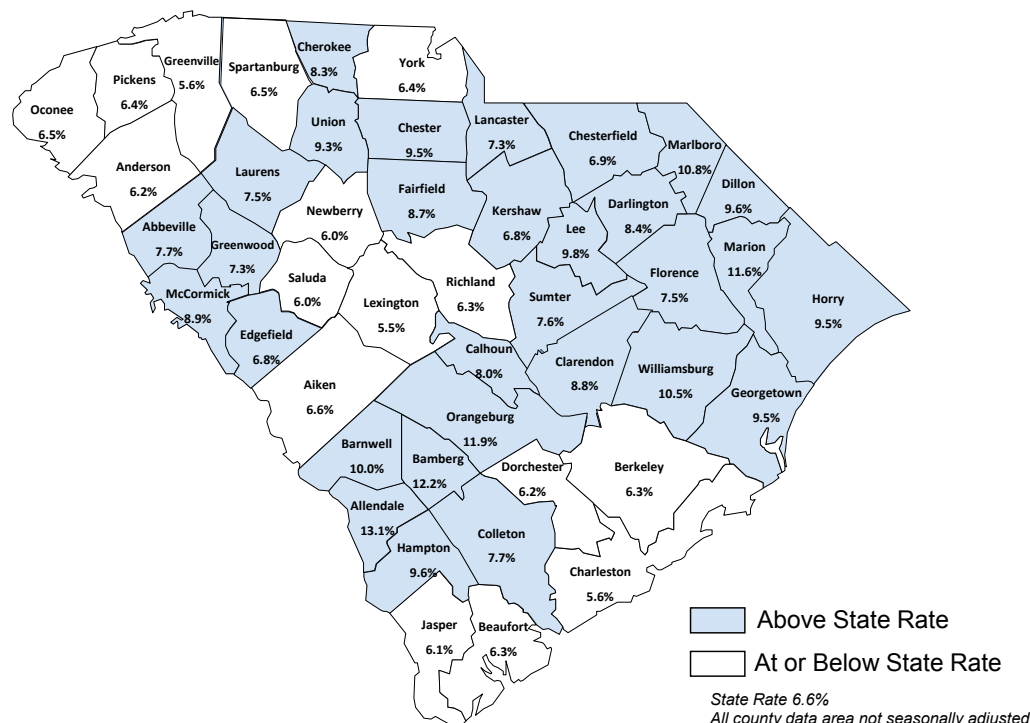 Cherokee
8.3%
Greenville
5.6%
York
6.4%
Spartanburg
6.5%
Pickens
6.4%
Oconee
6.5%
Union
9.3%
Chester
9.5%
Lancaster
7.3%
Chesterfield
6.9%
Marlboro
10.8%
Anderson
6.2%
Laurens
7.5%
Dillon
9.6%
Fairfield
8.7%
Kershaw
6.8%
Darlington
8.4%
Newberry
6.0%
Abbeville
7.7%
Greenwood
7.3%
Lee
9.8%
Marion
11.6%
Saluda
6.0%
Richland
6.3%
Florence
7.5%
McCormick
8.9%
Lexington
5.5%
Sumter
7.6%
Horry
9.5%
Edgefield
6.8%
Calhoun
8.0%
Clarendon
8.8%
Williamsburg
10.5%
Georgetown
9.5%
Aiken
6.6%
Orangeburg
11.9%
Barnwell
10.0%
Bamberg
12.2%
Dorchester
6.2%
Berkeley
6.3%
Allendale
13.1%
Colleton
7.7%
Hampton
9.6%
Charleston
5.6%
Jasper
6.1%
Beaufort
6.3%
Above State Rate
At or Below State Rate
State Rate 6.6%
All county data area not seasonally adjusted